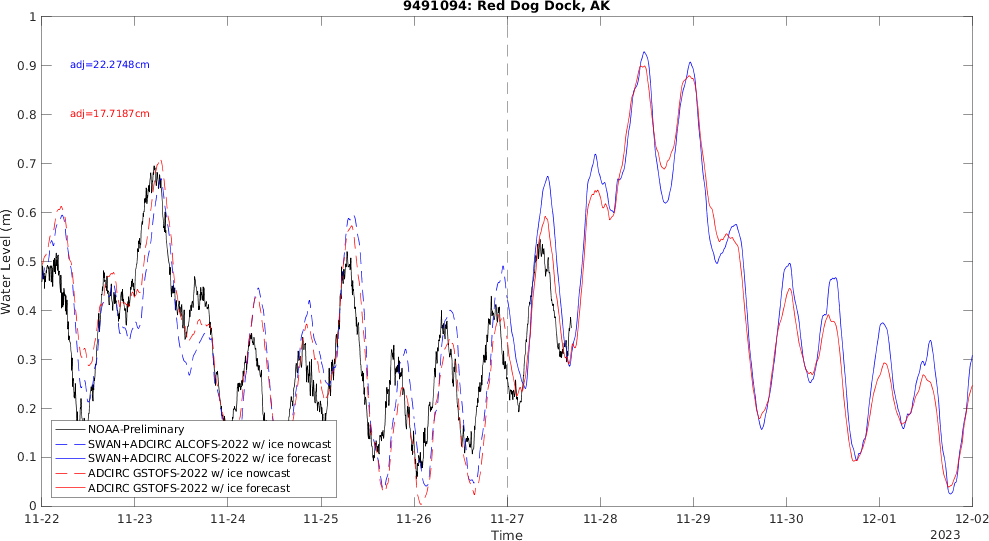 9491094: Red Dog Dock, AK
1
0.9
0.8
0.7
0.6
0.5
0.4
0.3
0.2
0.1
0
Water Level (m)
adj=22.2748cm
adj=17.7187cm
NOAA-Preliminary
SWAN+ADCIRC ALCOFS-2022 w/ ice nowcast
SWAN+ADCIRC ALCOFS-2022 w/ ice forecast
ADCIRC GSTOFS-2022 w/ ice nowcast
ADCIRC GSTOFS-2022 w/ ice forecast
11-22 11-23 11-24 11-25 11-26 11-27 11-28 11-29 11-30 12-01 12-02
Time
2023